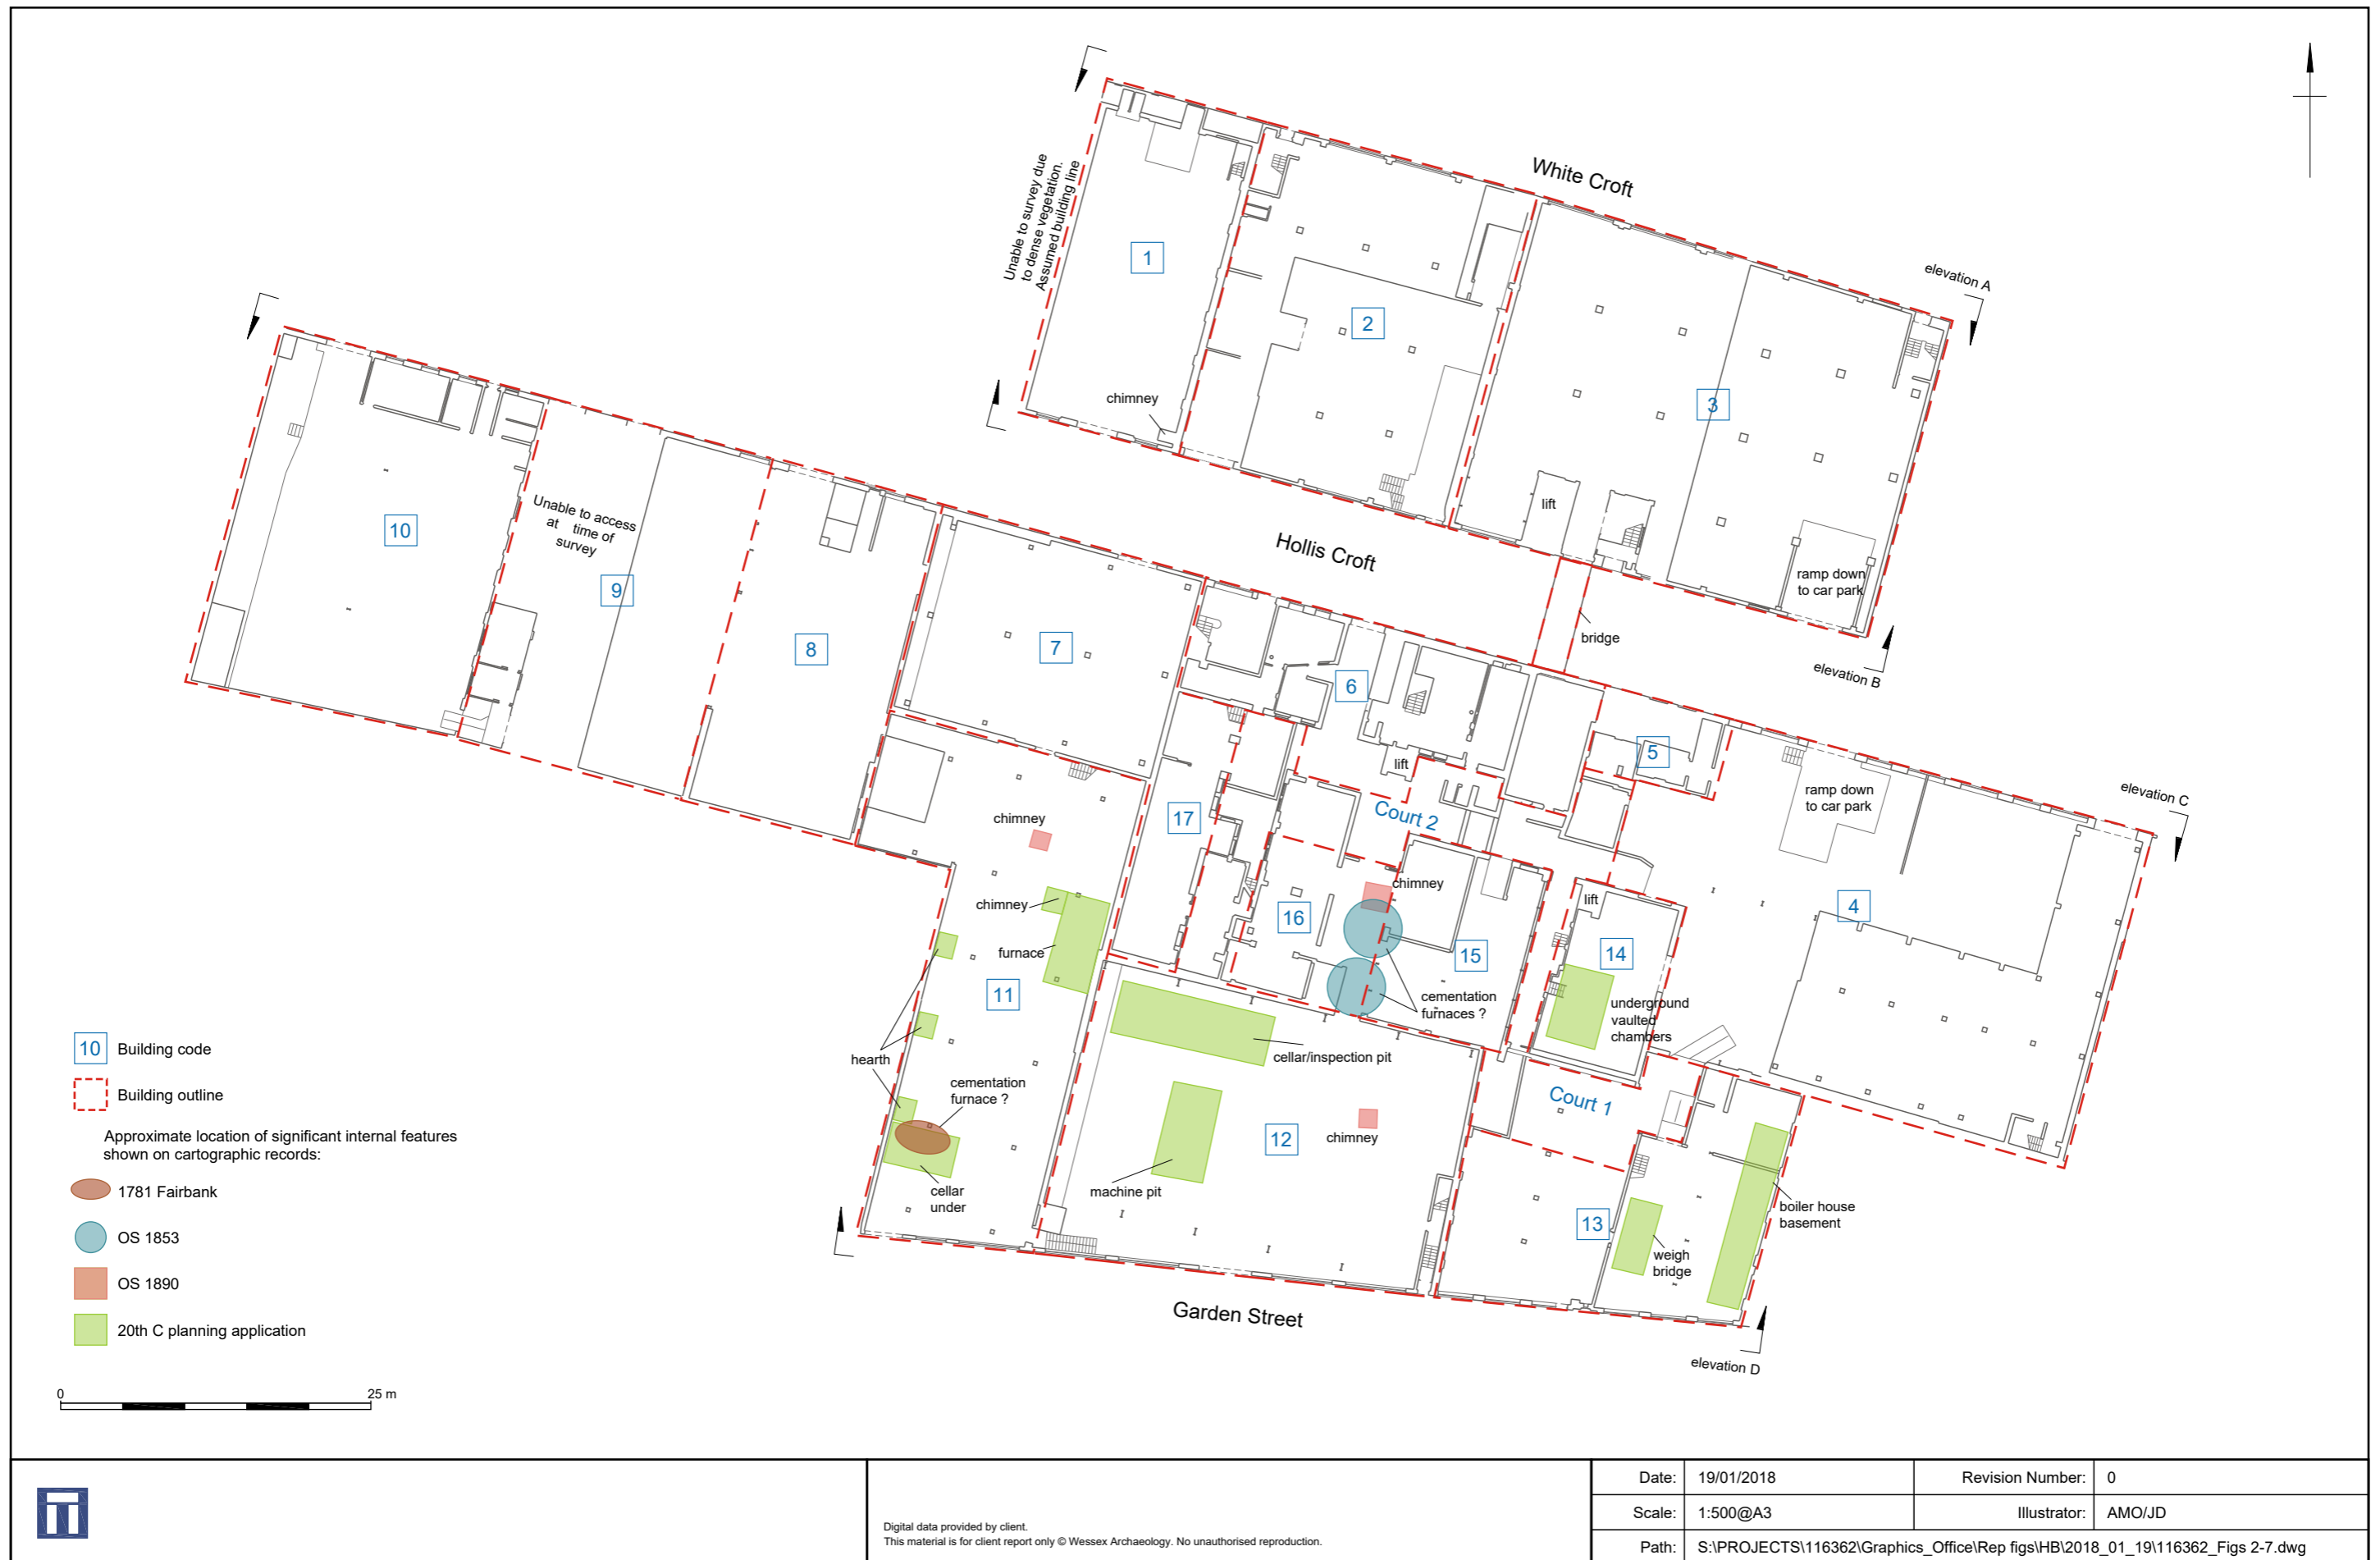 White Croft
elevation A
Unable to survey due
to dense vegetation.
Assumed building line
1
2
3
chimney
lift
ramp down
to car park
elevation B
bridge
Hollis Croft
10
Unable to access
at time of
survey
9
8
7
6
5
lift
Court 2
17
ramp down
to car park
elevation C
4
chimney
chimney
furnace
11
hearth
cementation
furnace ?
cellar
under
16
chimney
15
cementation
furnaces ?
lift
14
underground
vaulted
chambers
cellar/inspection pit
machine pit
12
chimney
Court 1
13
weigh
bridge
boiler house
basement
elevation D
Garden Street
10 Building code
Building outline
Approximate location of significant internal features
shown on cartographic records:
1781 Fairbank
OS 1853
OS 1890
20th C planning application
0 25 m
Digital data provided by client.
This material is for client report only © Wessex Archaeology. No unauthorised reproduction.
Date: 19/01/2018 Revision Number: 0
Scale: 1:500@A3 Illustrator: AMO/JD
Path: S:\PROJECTS\116362\Graphics_Office\Rep figs\HB\2018_01_19\116362_Figs 2-7.dwg